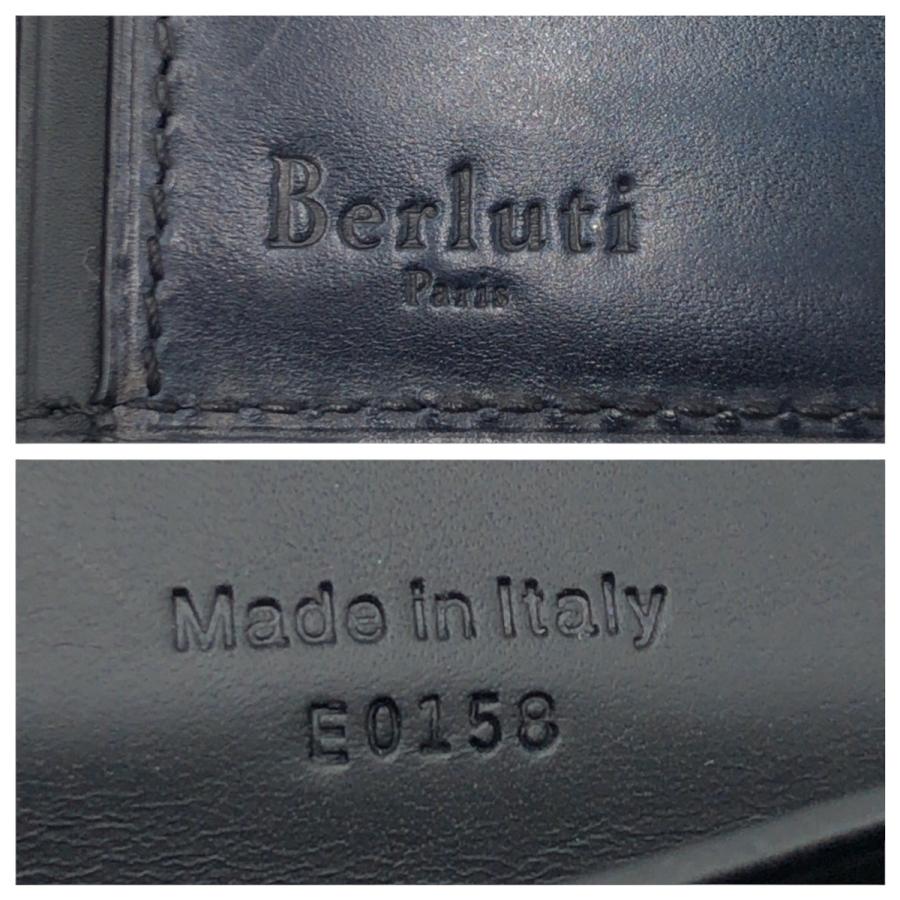 Berluti
Paris
Made in Italy
E0158